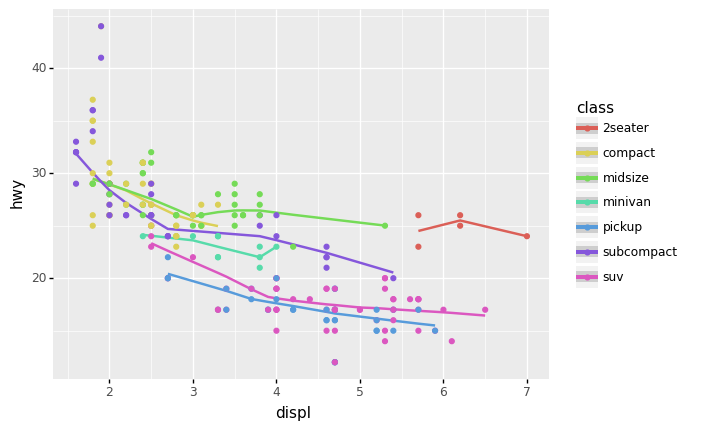 hwy
40
30
20
2
3
4
5
6
7
displ
class
2seater
compact
midsize
minivan
pickup
subcompact
suv